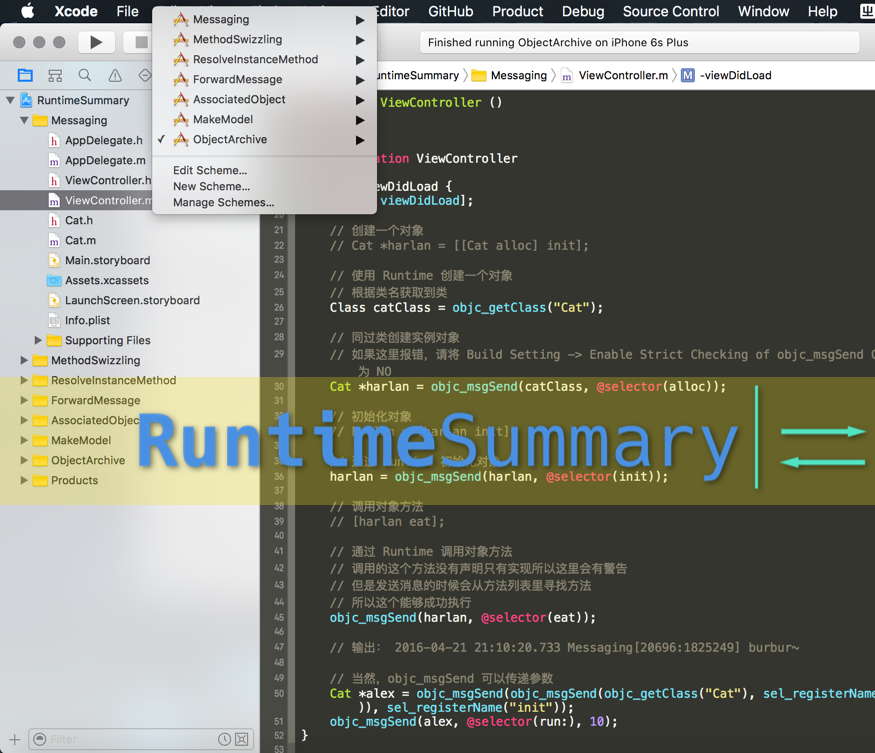 Xcode File Editor GitHub Product Debug Source Control Window Help
Messaging
MethodSwizzling
ResolveInstanceMethod
ForwardMessage
AssociatedObject
MakeModel
✓ ObjectArchive
Edit Scheme...
New Scheme...
Manage Schemes...
Finished running ObjectArchive on iPhone 6s Plus
untimeSummary Messaging m ViewController.m M -viewDidLoad
RuntimeSummary
Messaging
h AppDelegate.h
m AppDelegate.m
h ViewController.h
m ViewController.m
h Cat.h
m Cat.m
Main.storyboard
Assets.xcassets
LaunchScreen.storyboard
Info.plist
Supporting Files
MethodSwizzling
ResolveInstanceMethod
ForwardMessage
AssociatedObjec
MakeModel
ObjectArchive
Products
Filter
ViewController ()
ation ViewController
ewDidLoad {
viewDidLoad];
20
21 // 创建一个对象
22 // Cat *harlan = [[Cat alloc] init];
23
24 // 使用 Runtime 创建一个对象
25 // 根据类名获取到类
26 Class catClass = objc_getClass("Cat");
27
28 // 同过类创建实例对象
29 // 如果这里报错，请将 Build Setting -> Enable Strict Checking of objc_msgSend C
为 NO
30 Cat *harlan = objc_msgSend(catClass, @selector(alloc));
31
// 初始化对象
RuntimeSummary
36 harlan = objc_msgSend(harlan, @selector(init));
37
38 // 调用对象方法
39 // [harlan eat];
40
41 // 通过 Runtime 调用对象方法
42 // 调用的这个方法没有声明只有实现所以这里会有警告
43 // 但是发送消息的时候会从方法列表里寻找方法
44 // 所以这个能够成功执行
45 objc_msgSend(harlan, @selector(eat));
46
47 // 输出： 2016-04-21 21:10:20.733 Messaging[20696:1825249] burbur~
48
49 // 当然，objc_msgSend 可以传递参数
50 Cat *alex = objc_msgSend(objc_msgSend(objc_getClass("Cat"), sel_registerName
)), sel_registerName("init"));
51 objc_msgSend(alex, @selector(run:), 10);
52 }
53